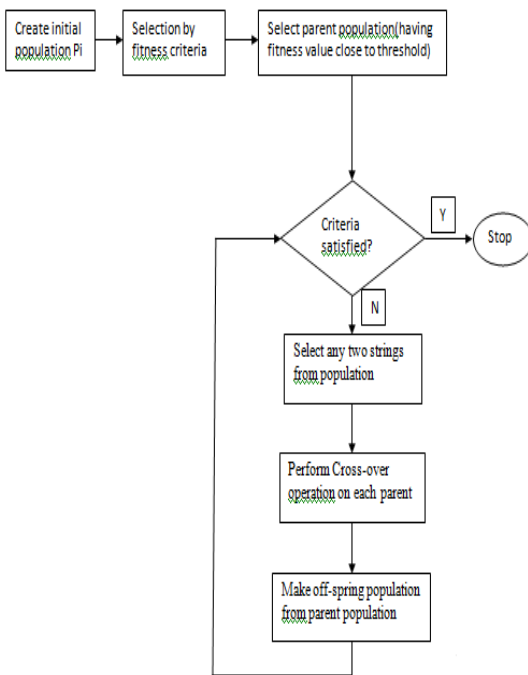 Create initial
population Pi
Selection by
fitness criteria
Select parent population(having
fitness value close to threshold)
Criteria
satisfied?
Y
Stop
N
Select any two strings
from population
Perform Cross-over
operation on each parent
Make off-spring population
from parent population